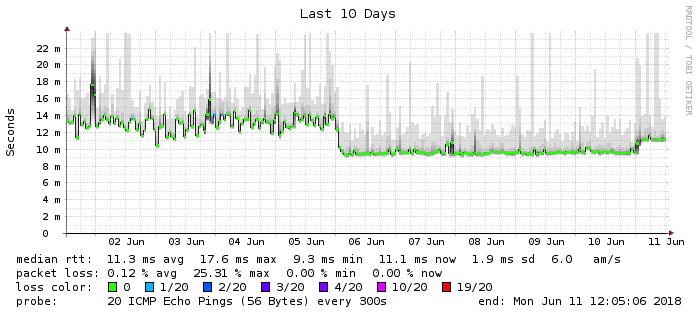 Last 10 Days
RRDTOOL / TOBI OETIKER
Seconds
22 m
20 m
18 m
16 m
14 m
12 m
10 m
8 m
6 m
4 m
2 m
0
02 Jun 03 Jun 04 Jun 05 Jun 06 Jun 07 Jun 08 Jun 09 Jun 10 Jun 11 Jun
median rtt: 11.3 ms avg 17.6 ms max 9.3 ms min 11.1 ms now 1.9 ms sd 6.0 am/s
packet loss: 0.12 % avg 25.31 % max 0.00 % min 0.00 % now
loss color: 0 1/20 2/20 3/20 4/20 10/20 19/20
probe: 20 ICMP Echo Pings (56 Bytes) every 300s end: Mon Jun 11 12:05:06 2018